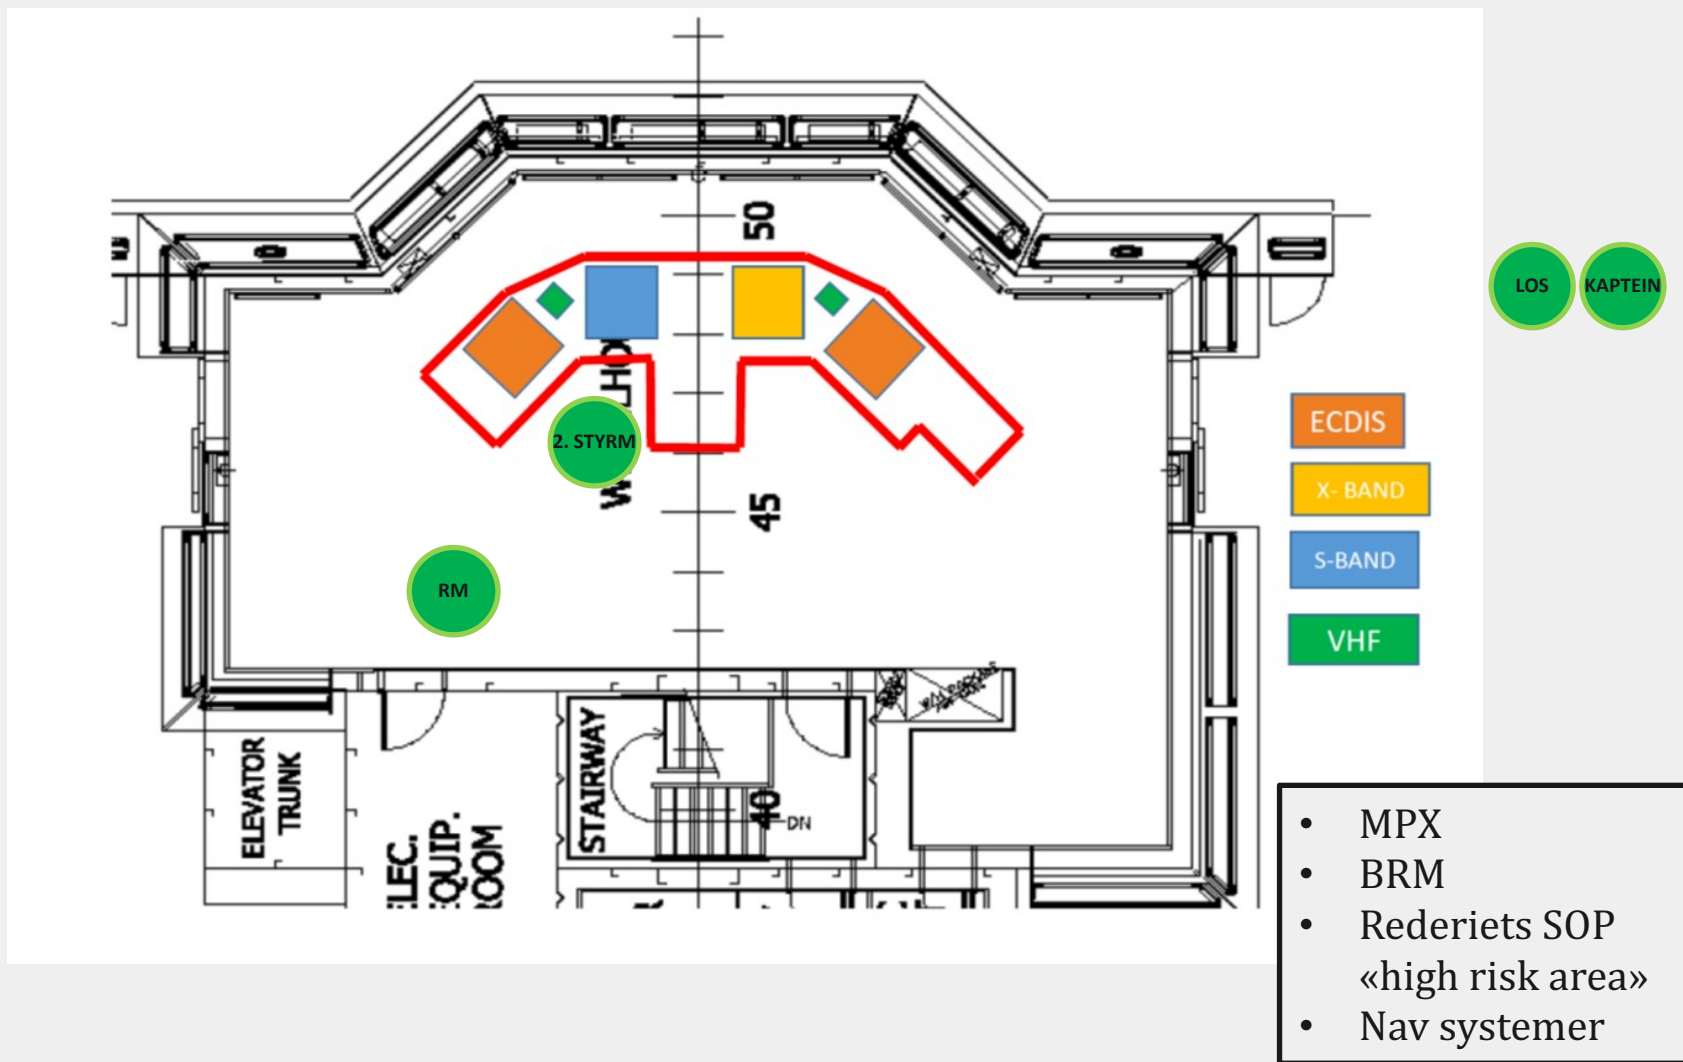 50
LOS
KAPTEIN
ECDIS
2. STYRM
X- BAND
45
S-BAND
RM
VHF
STAIRWAY
ELEVATOR
TRUNK
40
DN
• MPX
• BRM
• Rederiets SOP
«high risk area»
• Nav systemer
ROOM